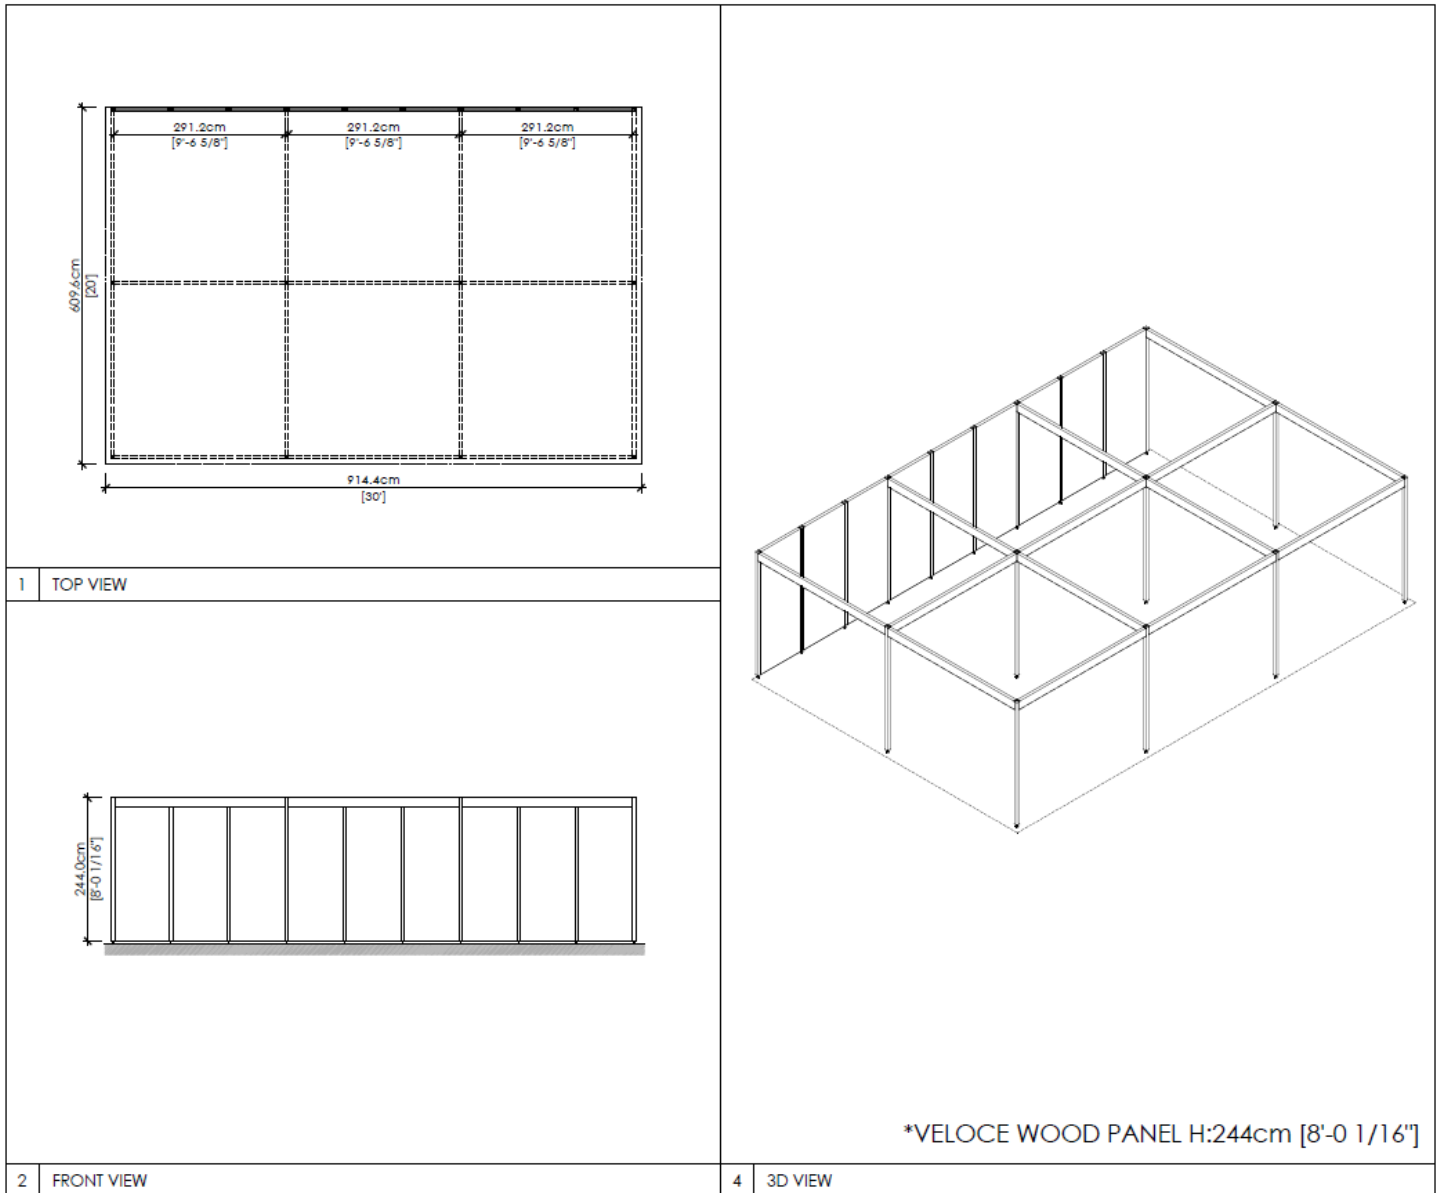 291.2cm
[9'-6 5/8"]
291.2cm
[9'-6 5/8"]
291.2cm
[9'-6 5/8"]
609.6cm
[20']
914.4cm
[30']
1 TOP VIEW
244.0cm
[8'-0 1/16"]
2 FRONT VIEW
*VELOCE WOOD PANEL H:244cm [8'-0 1/16"]
4 3D VIEW